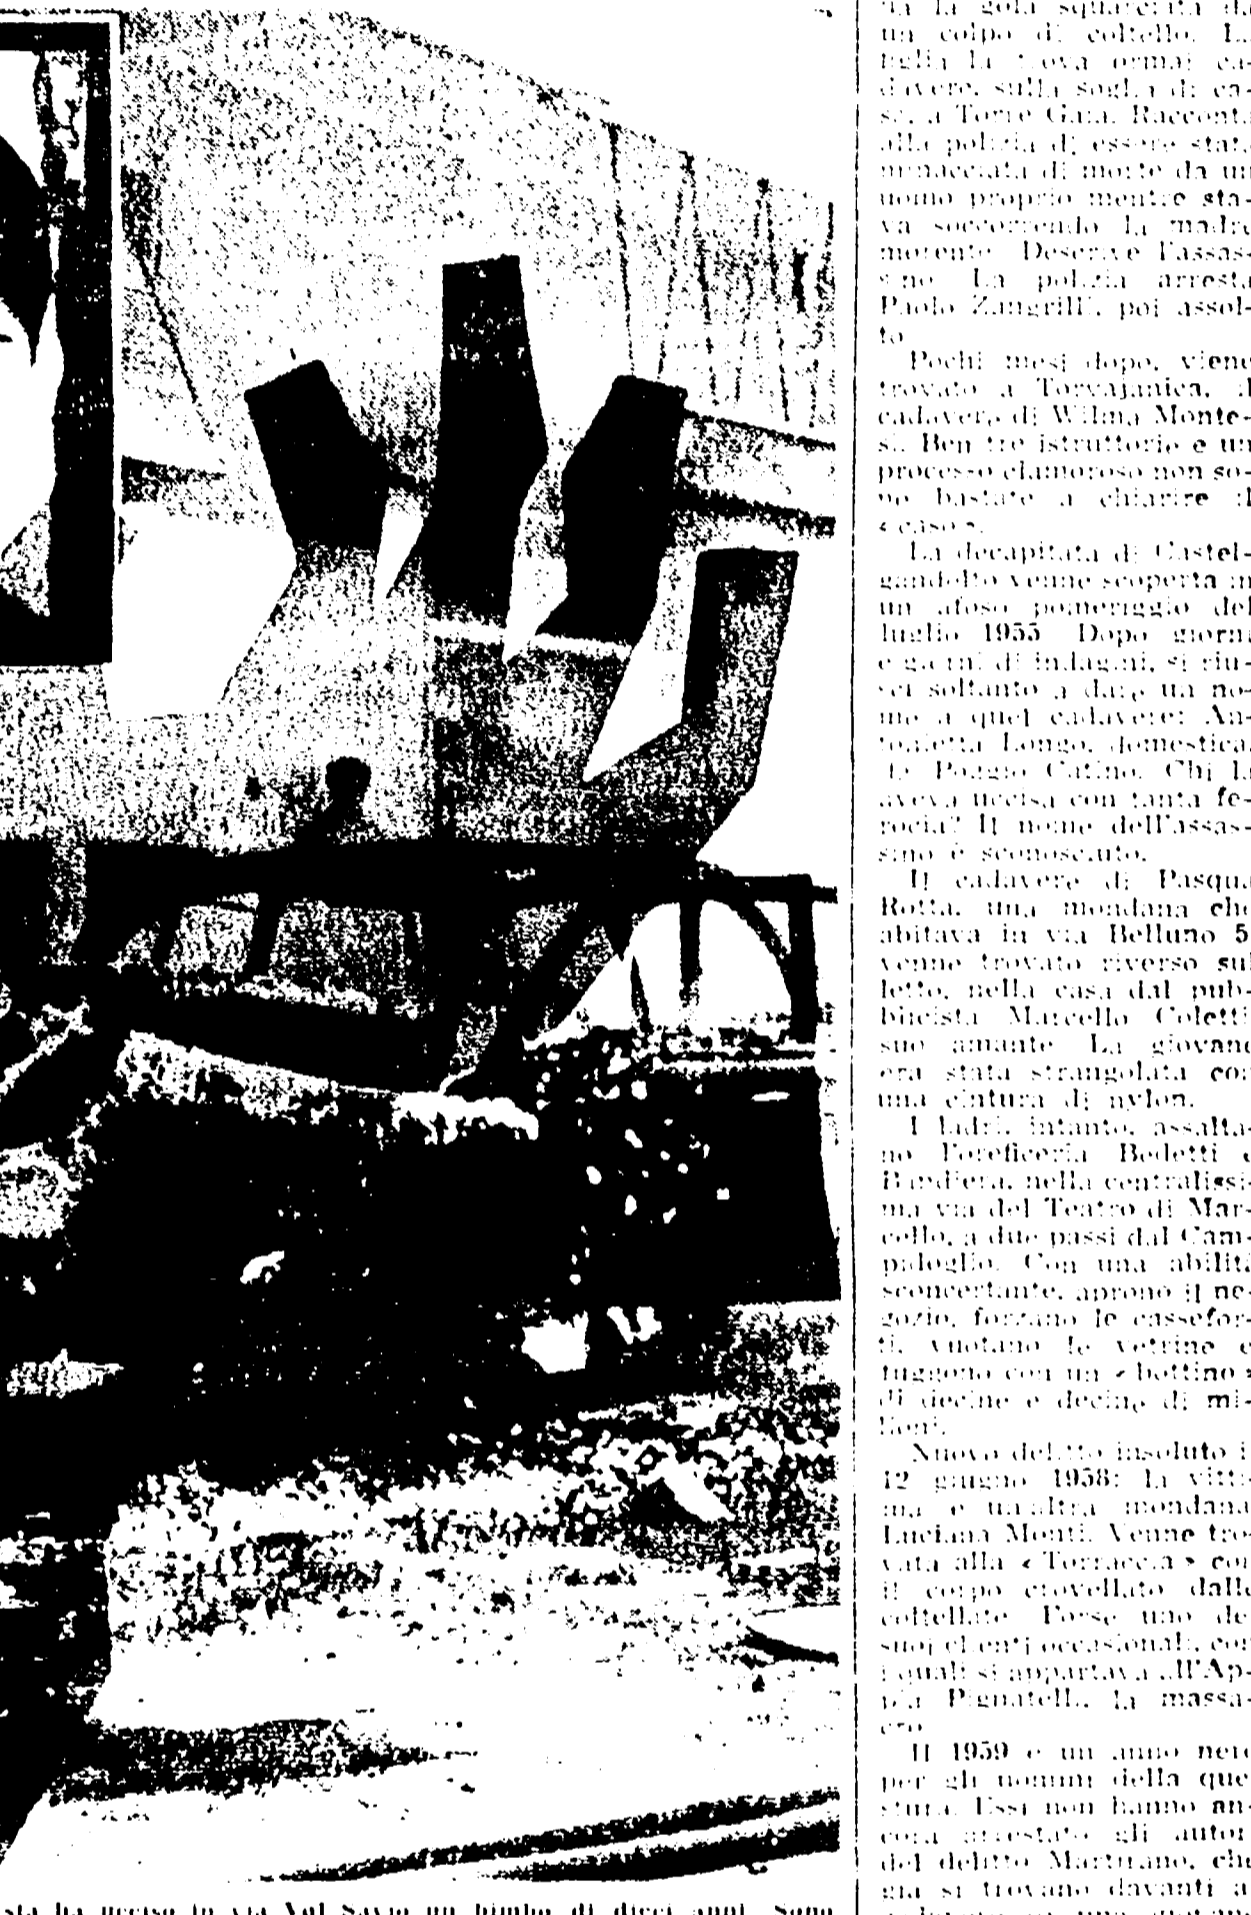 ta la gola squarciata da
un colpo di coltello. La
figlia la trova ormai ca-
davere, sulla soglia di ca-
sa, a Torre Gaia. Racconta
alla polizia di essere stata
minacciata di morte da un
uomo proprio mentre sta-
va soccorrendo la madre
morente. Descrive l'assas-
sino. La polizia arresta
Paolo Zangrilli, poi assol-
to.
Pochi mesi dopo, viene
trovato a Torvajanica, il
cadavere di Wilma Monte-
si. Ben tre istruttorie e un
processo clamoroso non so-
no bastate a chiarire il
« caso ».
La decapitata di Castel-
gandolfo venne scoperta in
un afoso pomeriggio del
luglio 1955. Dopo giorni
e giorni di indagini, si riu-
scì soltanto a dare un no-
me a quel cadavere: An-
tonietta Longo, domestica,
di Poggio Catino. Chi la
aveva uccisa con tanta fe-
rocia? Il nome dell'assas-
sino è sconosciuto.
Il cadavere di Pasqua
Rotta, una mondana che
abitava in via Belluno 5
venne trovato riverso sul
letto, nella casa dal pub-
blicista Marcello Coletti
suo amante. La giovane
era stata strangolata con
una cintura di nylon.
I ladri, intanto, assalta-
no l'oreficeria Bedetti e
Bandiera, nella centralissi-
ma via del Teatro di Mar-
cello, a due passi dal Cam-
pidoglio. Con una abilità
sconcertante, aprono il ne-
gozio, forzano le cassefor-
ti, vuotano le vetrine e
fuggono con un « bottino »
di decine e decine di mi-
lioni.
Nuovo delitto insoluto il
12 giugno 1958: la vitti-
ma è un'altra mondana
Luciana Monti. Venne tro-
vata alla « Torraccia » con
il corpo crovellato dalle
coltellate. Forse uno dei
suoi clienti occasionali, con
i quali si appartava all'Ap-
pia Pignatelli, la massa-
crò.
Il 1959 è un anno nero
per gli uomini della que-
stura. Essi non hanno an-
cora arrestato gli autori
del delitto Martirano, che
già si trovano davanti a
sta ha ucciso in via Val Savio un bimbo di dieci anni. Sono